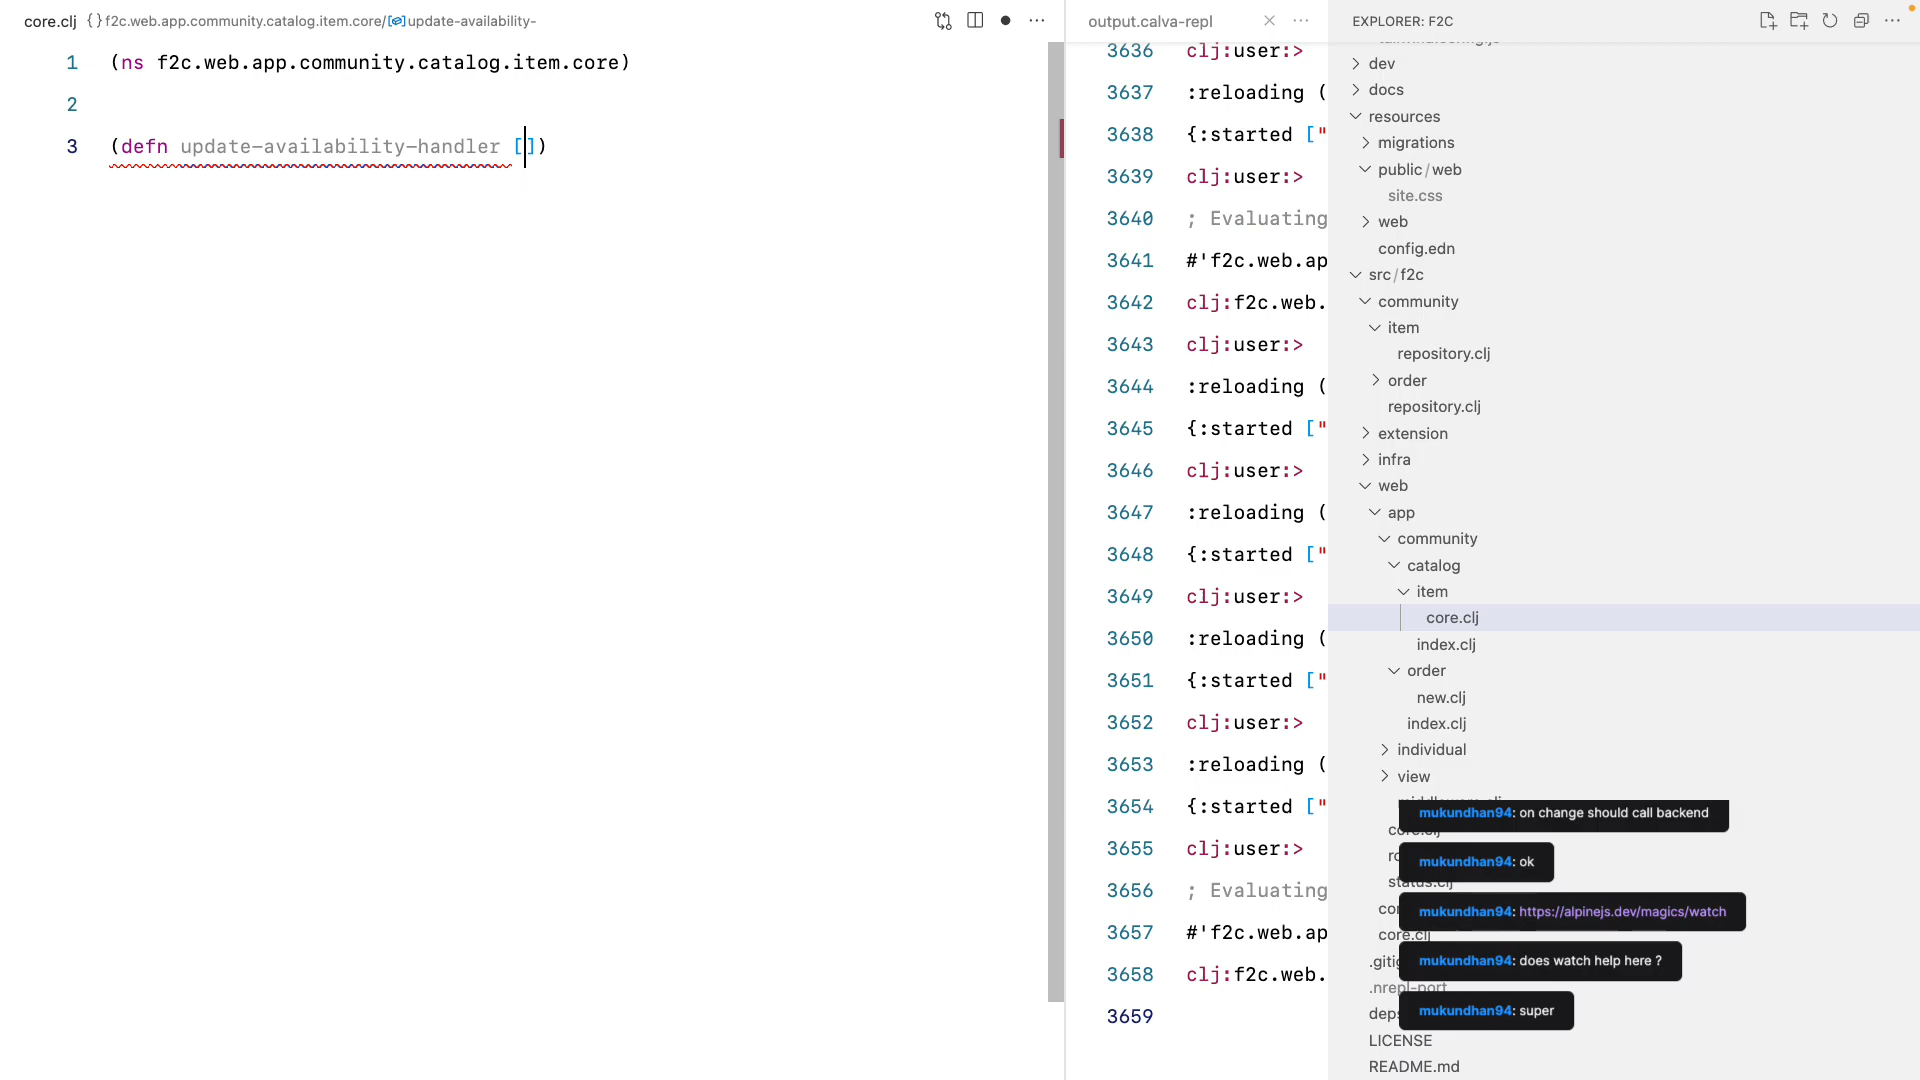 core.clj {} f2c.web.app.community.catalog.item.core/ update-availability-
1 (ns f2c.web.app.community.catalog.item.core)
2
3 (defn update-availability-handler [])
output.calva-repl
3636 clj:user:>
3637 :reloading (
3638 {:started ["
3639 clj:user:>
3640 ; Evaluating
3641 #'f2c.web.ap
3642 clj:f2c.web.
3643 clj:user:>
3644 :reloading (
3645 {:started ["
3646 clj:user:>
3647 :reloading (
3648 {:started ["
3649 clj:user:>
3650 :reloading (
3651 {:started ["
3652 clj:user:>
3653 :reloading (
3654 {:started ["
3655 clj:user:>
3656 ; Evaluating
3657 #'f2c.web.ap
3658 clj:f2c.web.
3659
EXPLORER: F2C
dev
docs
resources
migrations
public/web
site.css
web
config.edn
src/f2c
community
item
repository.clj
order
repository.clj
extension
infra
web
app
community
catalog
item
core.clj
index.clj
order
new.clj
index.clj
individual
view
mukundhan94: on change should call backend
core.clj
mukundhan94: ok
status.clj
mukundhan94: https://alpinejs.dev/magics/watch
core.clj
mukundhan94: does watch help here ?
.nrepl-port
mukundhan94: super
LICENSE
README.md